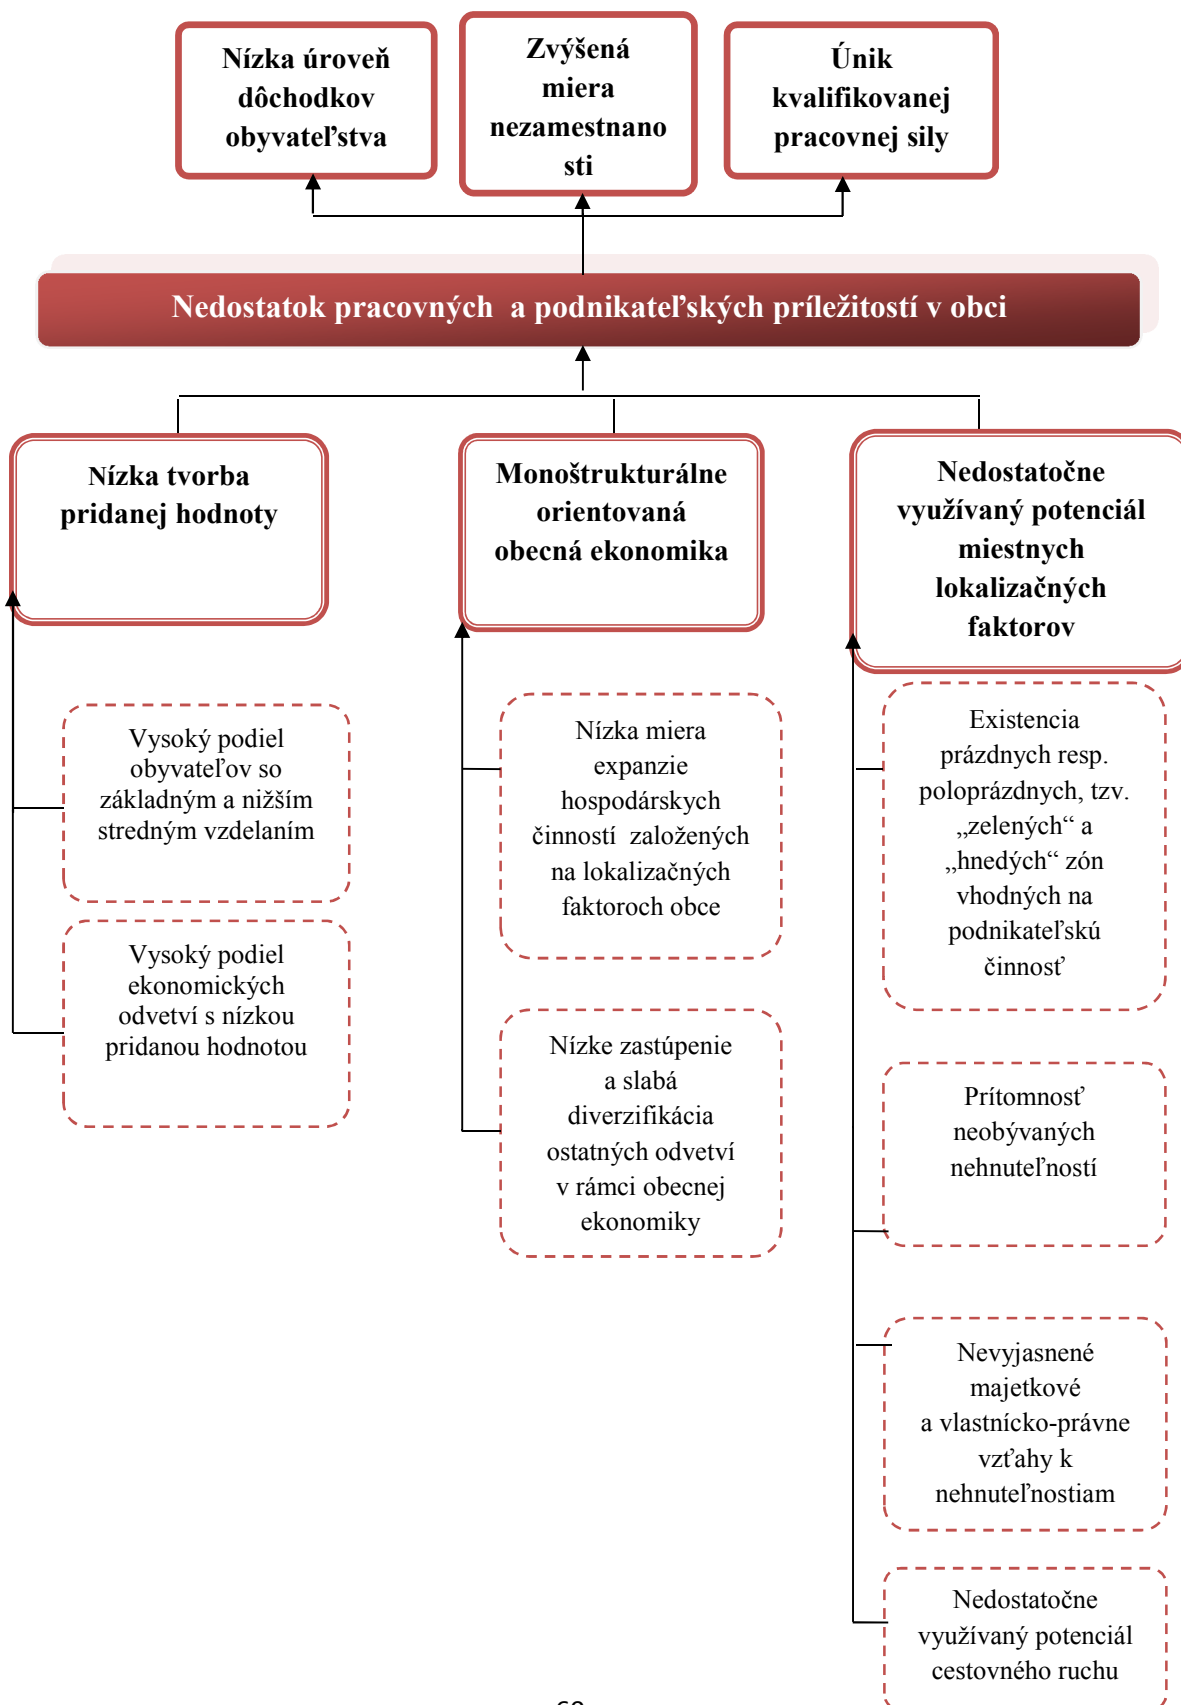 Nízka úroveň
dôchodkov
obyvateľstva
Zvýšená
miera
nezamestnano
sti
Únik
kvalifikovanej
pracovnej sily
Nedostatok pracovných  a podnikateľských príležitostí v obci
Nízka tvorba
pridanej hodnoty
Monoštrukturálne
orientovaná
obecná ekonomika
Nedostatočne
využívaný potenciál
miestnych
lokalizačných
faktorov
Vysoký podiel
obyvateľov so
základným a nižším
stredným vzdelaním
Vysoký podiel
ekonomických
odvetví s nízkou
pridanou hodnotou
Nízka miera
expanzie
hospodárskych
činností  založených
na lokalizačných
faktoroch obce
Nízke zastúpenie
a slabá
diverzifikácia
ostatných odvetví
v rámci obecnej
ekonomiky
Existencia
prázdnych resp.
poloprázdnych, tzv.
„zelených“ a
„hnedých“ zón
vhodných na
podnikateľskú
činnosť
Prítomnosť
neobývaných
nehnuteľností
Nevyjasnené
majetkové
a vlastnícko-právne
vzťahy k
nehnuteľnostiam
Nedostatočne
využívaný potenciál
cestovného ruchu